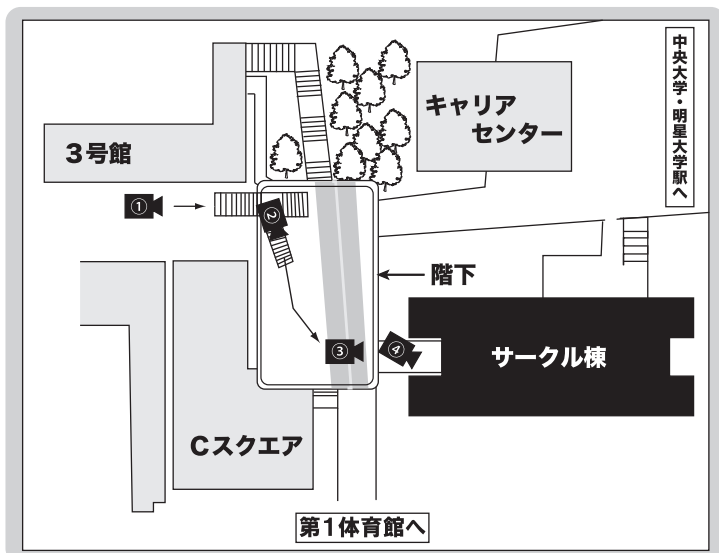 中央大学・明星大学駅へ
キャリア
センター
3号館
①
②
階下
③
④
サークル棟
Cスクエア
第1体育館へ